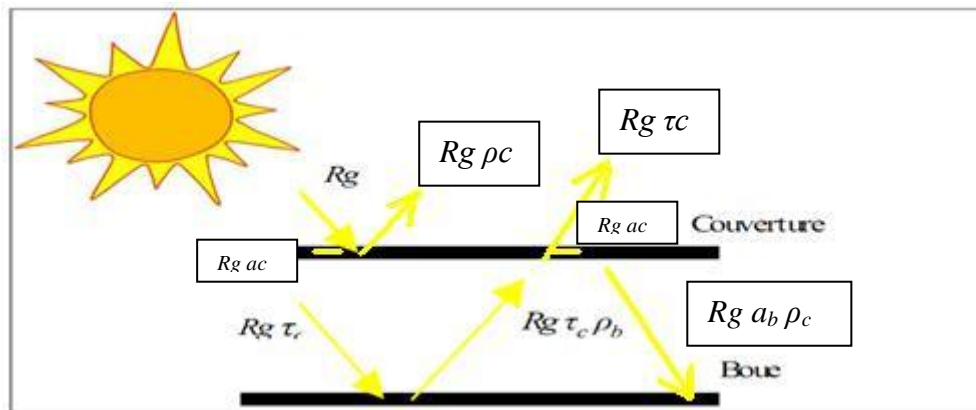 Rg τc
Rg ρc
Rg
Rg ac
Couverture
Rg ac
Rg τc
Rg τc ρb
Rg ab ρc
Boue